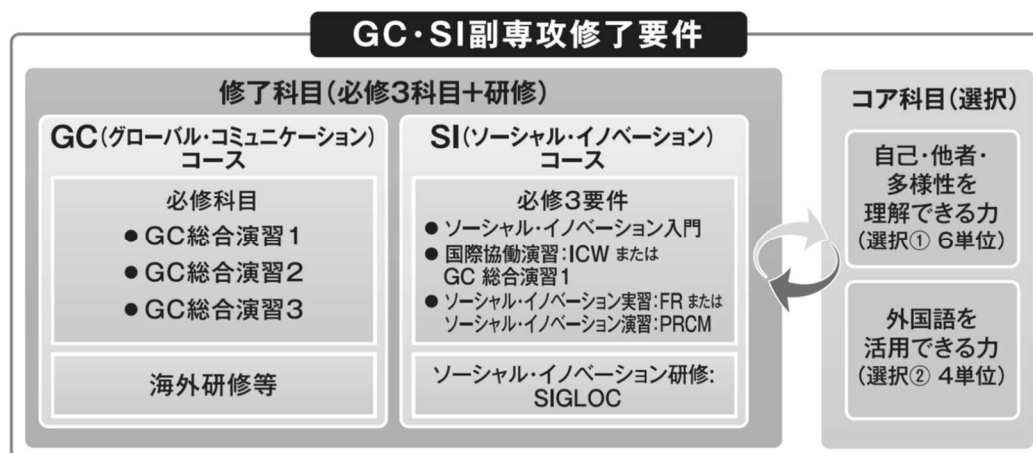 GC・SI副専攻修了要件
修了科目(必修3科目+研修)
GC(グローバル・コミュニケーション)
コース
必修科目
●GC総合演習1
●GC総合演習2
●GC総合演習3
海外研修等
SI(ソーシャル・イノベーション)
コース
必修3要件
●ソーシャル・イノベーション入門
●国際協働演習:ICW または
GC 総合演習1
●ソーシャル・イノベーション実習:FR または
ソーシャル・イノベーション演習:PRCM
ソーシャル・イノベーション研修:
SIGLOC
コア科目(選択)
自己・他者・
多様性を
理解できる力
(選択① 6単位)
外国語を
活用できる力
(選択② 4単位)